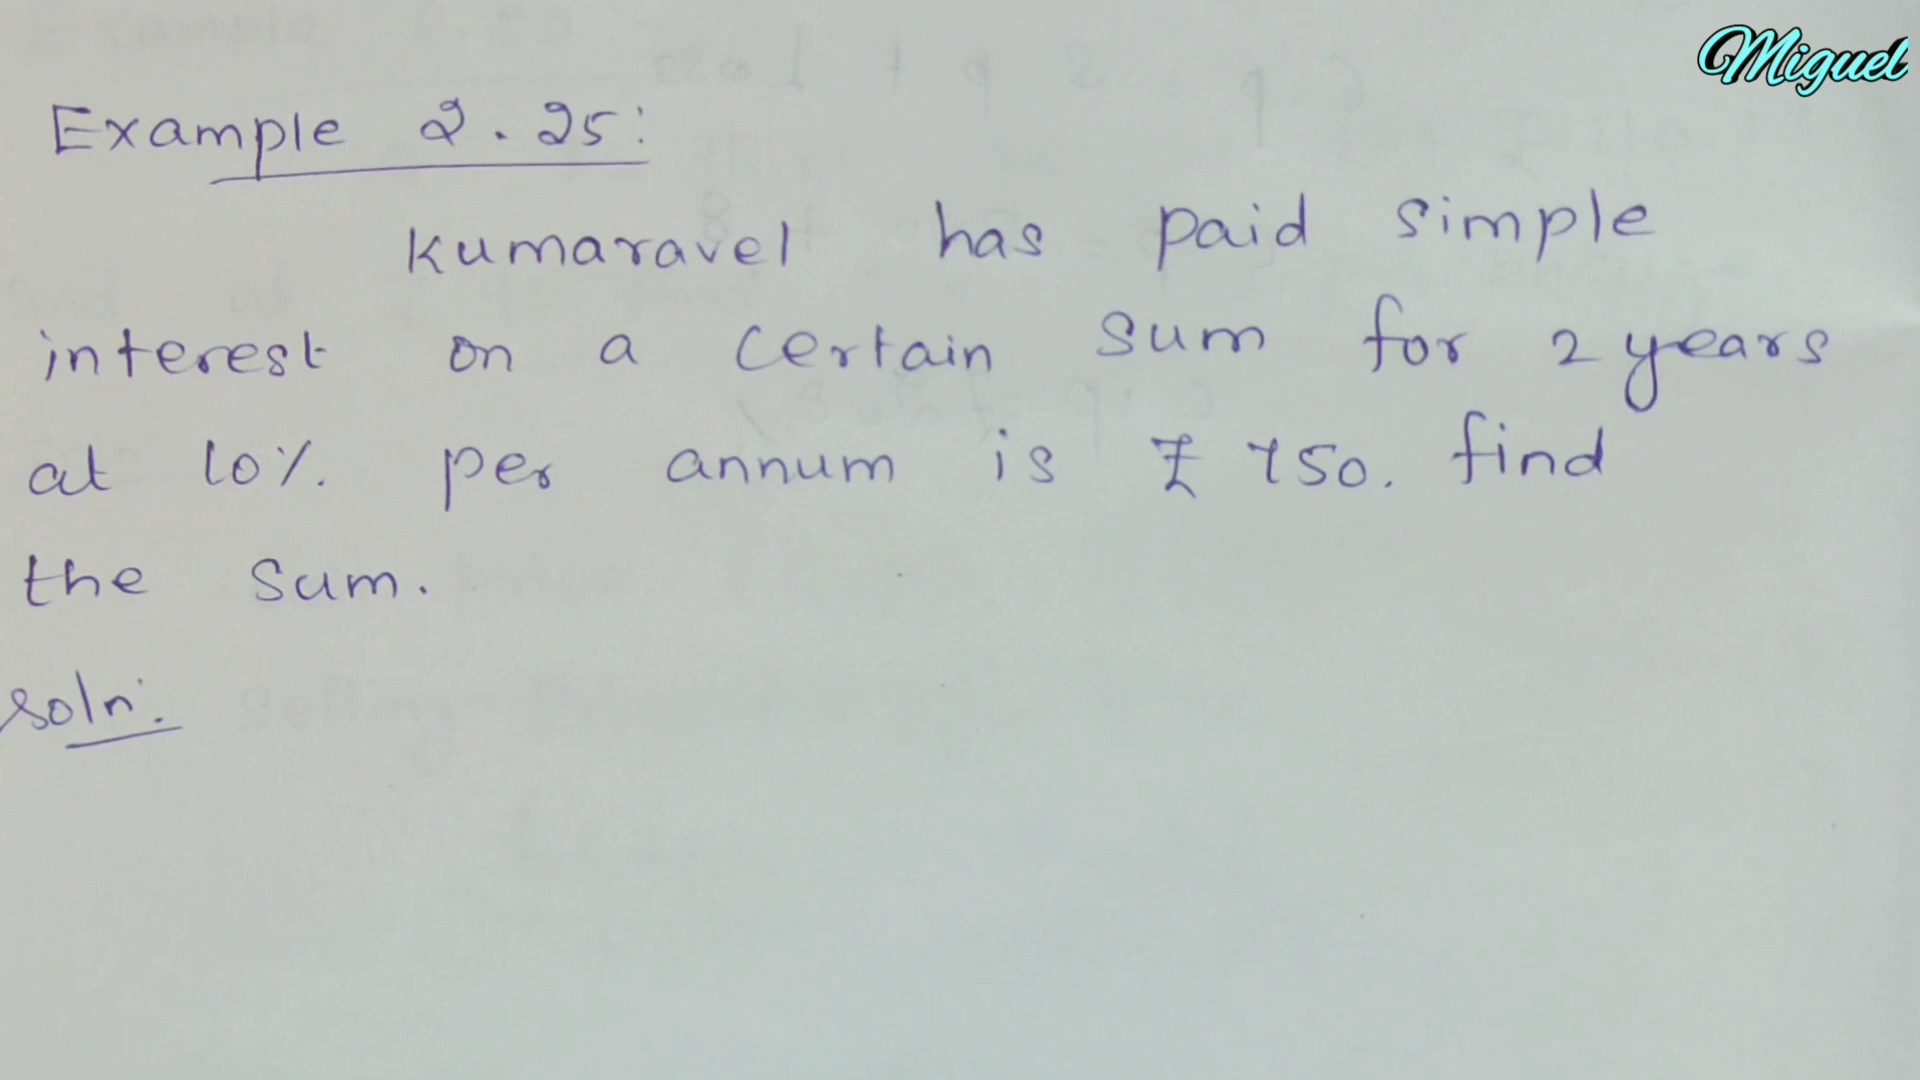 Miguel
Example 2.25:
Kumaravel has paid simple
interest on a certain sum for 2 years
at 10% per annum is ₹ 750. find
the sum.
soln: